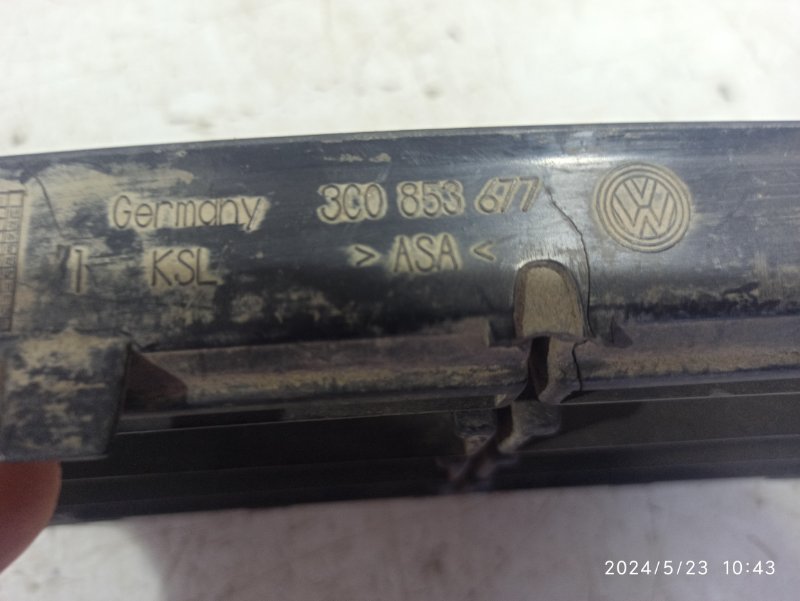 Germany 3C0 853 677
1 KSL > ASA <
2024/5/23 10:43